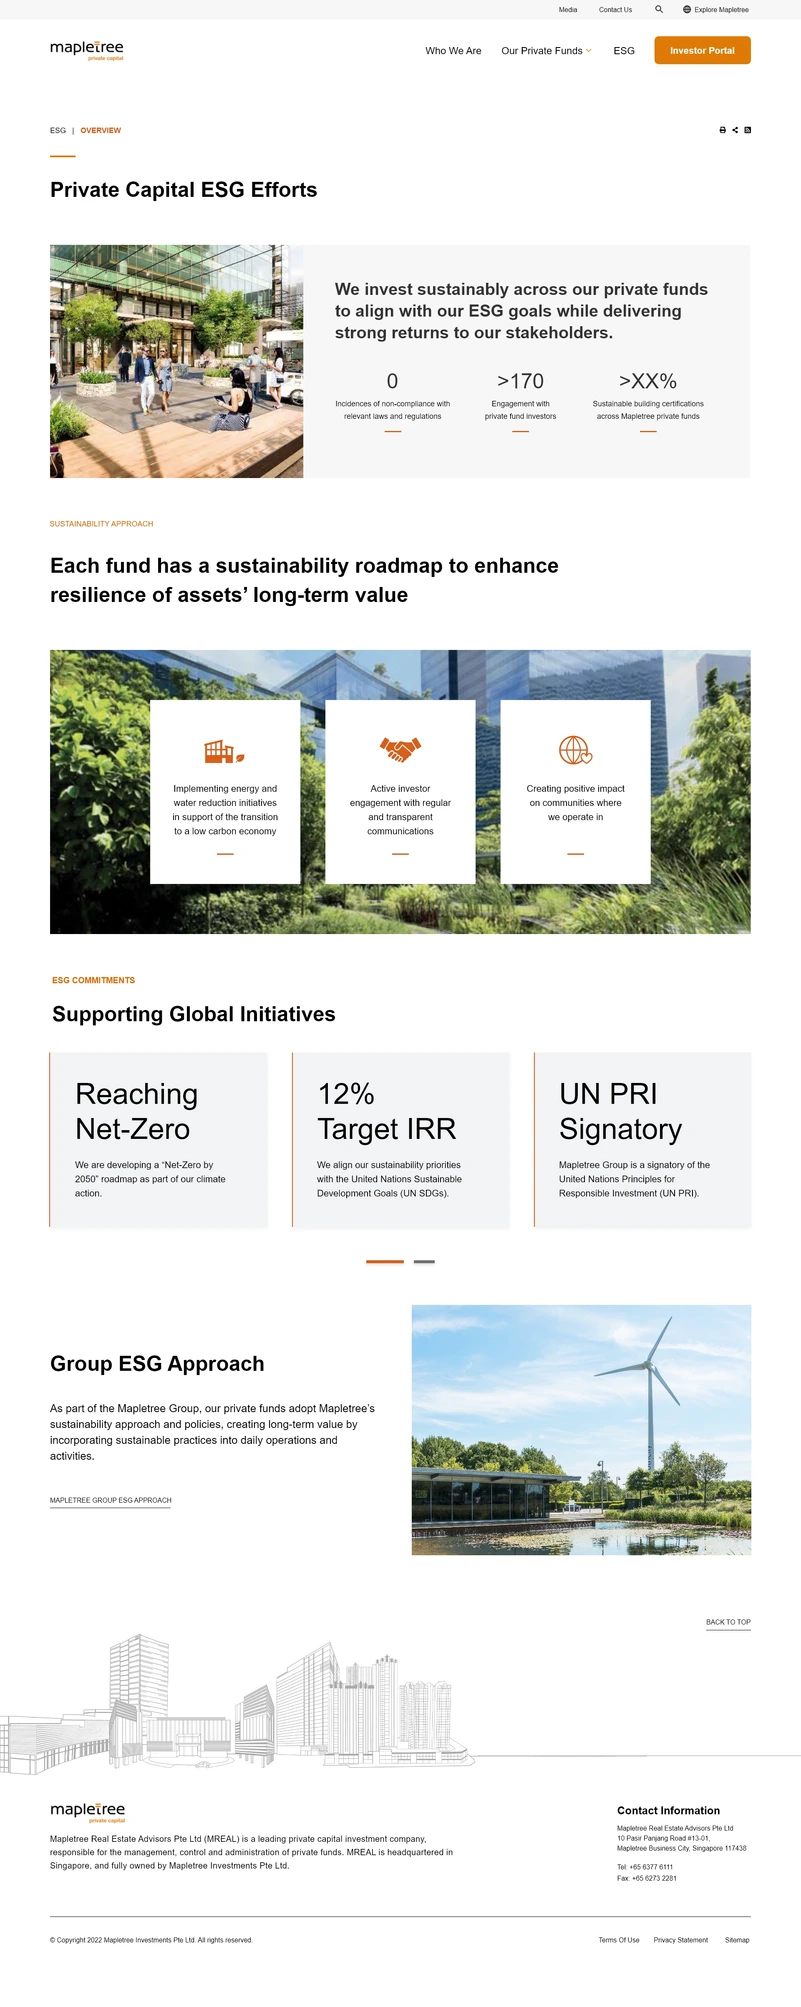 Media Contact Us Explore Mapletree
mapletree
private capital
Who We Are Our Private Funds ESG Investor Portal
ESG | OVERVIEW
Private Capital ESG Efforts
We invest sustainably across our private funds
to align with our ESG goals while delivering
strong returns to our stakeholders.
0
Incidences of non-compliance with
relevant laws and regulations
>170
Engagement with
private fund investors
>XX%
Sustainable building certifications
across Mapletree private funds
SUSTAINABILITY APPROACH
Each fund has a sustainability roadmap to enhance
resilience of assets’ long-term value
Implementing energy and
water reduction initiatives
in support of the transition
to a low carbon economy
Active investor
engagement with regular
and transparent
communications
Creating positive impact
on communities where
we operate in
ESG COMMITMENTS
Supporting Global Initiatives
Reaching
Net-Zero
We are developing a “Net-Zero by
2050” roadmap as part of our climate
action.
12%
Target IRR
We align our sustainability priorities
with the United Nations Sustainable
Development Goals (UN SDGs).
UN PRI
Signatory
Mapletree Group is a signatory of the
United Nations Principles for
Responsible Investment (UN PRI).
Group ESG Approach
As part of the Mapletree Group, our private funds adopt Mapletree’s
sustainability approach and policies, creating long-term value by
incorporating sustainable practices into daily operations and
activities.
MAPLETREE GROUP ESG APPROACH
BACK TO TOP
mapletree
private capital
Mapletree Real Estate Advisors Pte Ltd (MREAL) is a leading private capital investment company,
responsible for the management, control and administration of private funds. MREAL is headquartered in
Singapore, and fully owned by Mapletree Investments Pte Ltd.
Contact Information
Mapletree Real Estate Advisors Pte Ltd
10 Pasir Panjang Road #13-01,
Mapletree Business City, Singapore 117438
Tel: +65 6377 6111
Fax: +65 6273 2281
© Copyright 2022 Mapletree Investments Pte Ltd. All rights reserved.
Terms Of Use Privacy Statement Sitemap